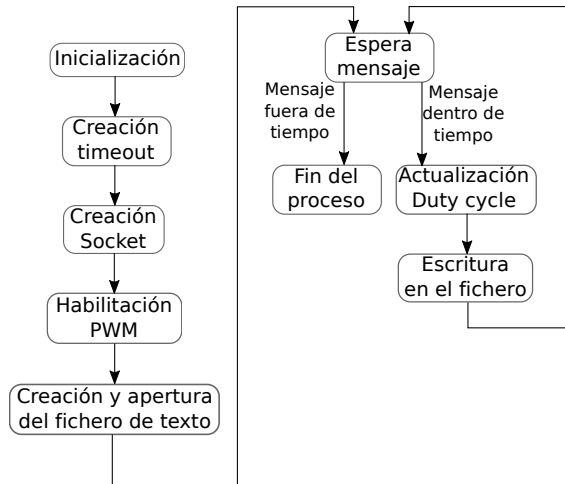 Inicialización
Creación
timeout
Creación
Socket
Habilitación
PWM
Creación y apertura
del fichero de texto
Espera
mensaje
Mensaje
fuera de
tiempo
Mensaje
dentro de
tiempo
Fin del
proceso
Actualización
Duty cycle
Escritura
en el fichero